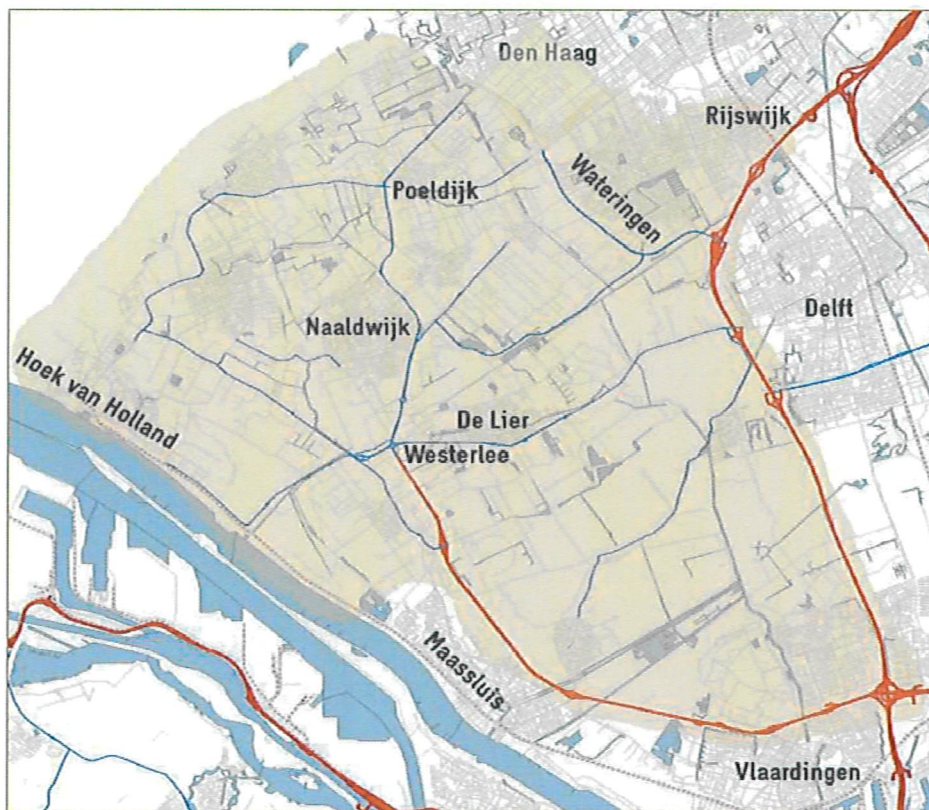 Den Haag
Rijswijk
Poeldijk
Wateringen
Naaldwijk
Delft
Hoek van Holland
De Lier
Westerlee
Maassluis
Vlaardingen